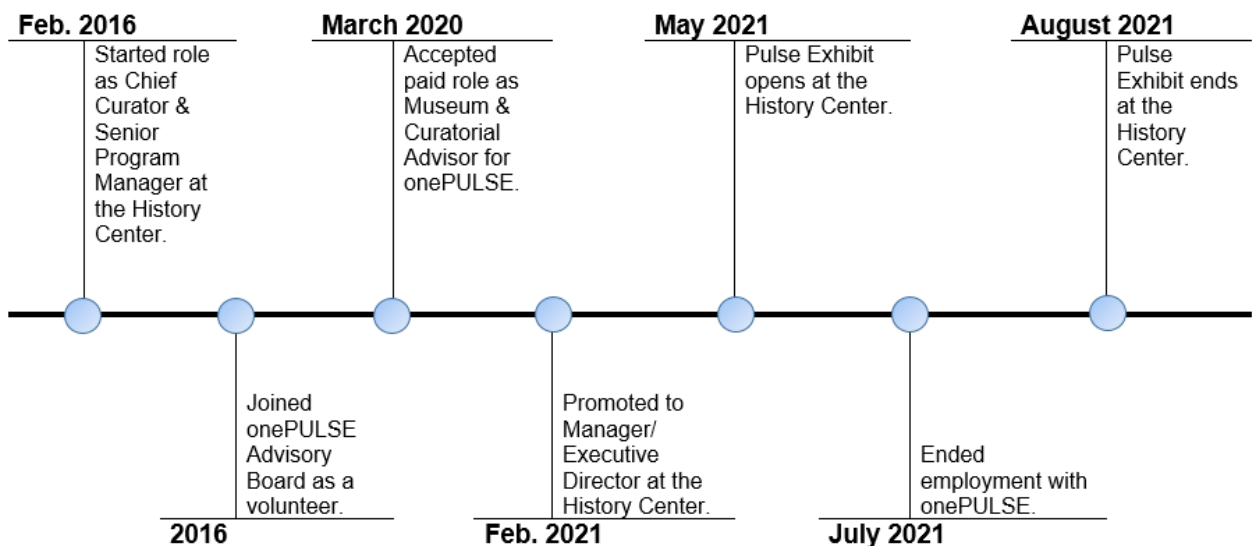 Feb. 2016
Started role
as Chief
Curator &
Senior
Program
Manager at
the History
Center.
March 2020
Accepted
paid role as
Museum &
Curatorial
Advisor for
onePULSE.
May 2021
Pulse Exhibit
opens at the
History Center.
August 2021
Pulse
Exhibit ends
at the
History
Center.
Joined
onePULSE
Advisory
Board as a
volunteer.
2016
Promoted to
Manager/
Executive
Director at the
History Center.
Feb. 2021
Ended
employment with
onePULSE.
July 2021